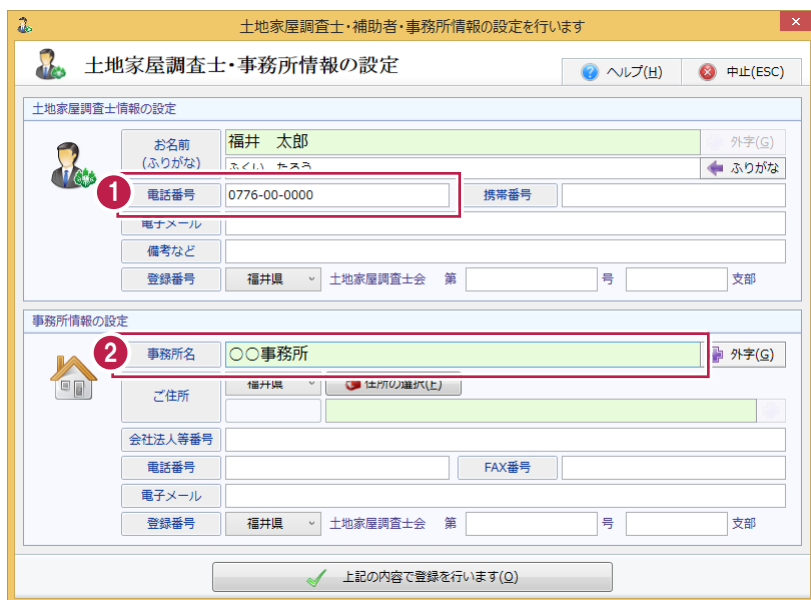 土地家屋調査士・補助者・事務所情報の設定を行います
土地家屋調査士・事務所情報の設定
ヘルプ(H)
中止(ESC)
土地家屋調査士情報の設定
お名前
(ふりがな)
福井　太郎
外字(G)
ふくい　たろう
ふりがな
1
電話番号
0776-00-0000
携帯番号
電子メール
備考など
登録番号
福井県
土地家屋調査士会
第
号
支部
事務所情報の設定
2
事務所名
○○事務所
外字(G)
ご住所
福井県
住所の選択(F)
会社法人等番号
電話番号
FAX番号
電子メール
登録番号
福井県
土地家屋調査士会
第
号
支部
上記の内容で登録を行います(O)